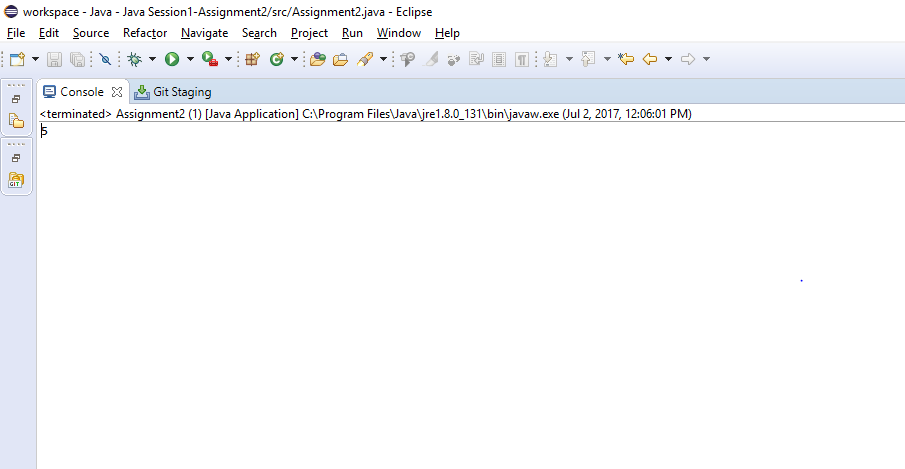 workspace - Java - Java Session1-Assignment2/src/Assignment2.java - Eclipse
File Edit Source Refactor Navigate Search Project Run Window Help
Console Git Staging
<terminated> Assignment2 (1) [Java Application] C:\Program Files\Java\jre1.8.0_131\bin\javaw.exe (Jul 2, 2017, 12:06:01 PM)
5
GIT